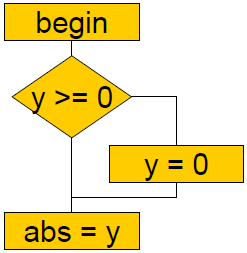 begin
y >= 0
y = 0
abs = y